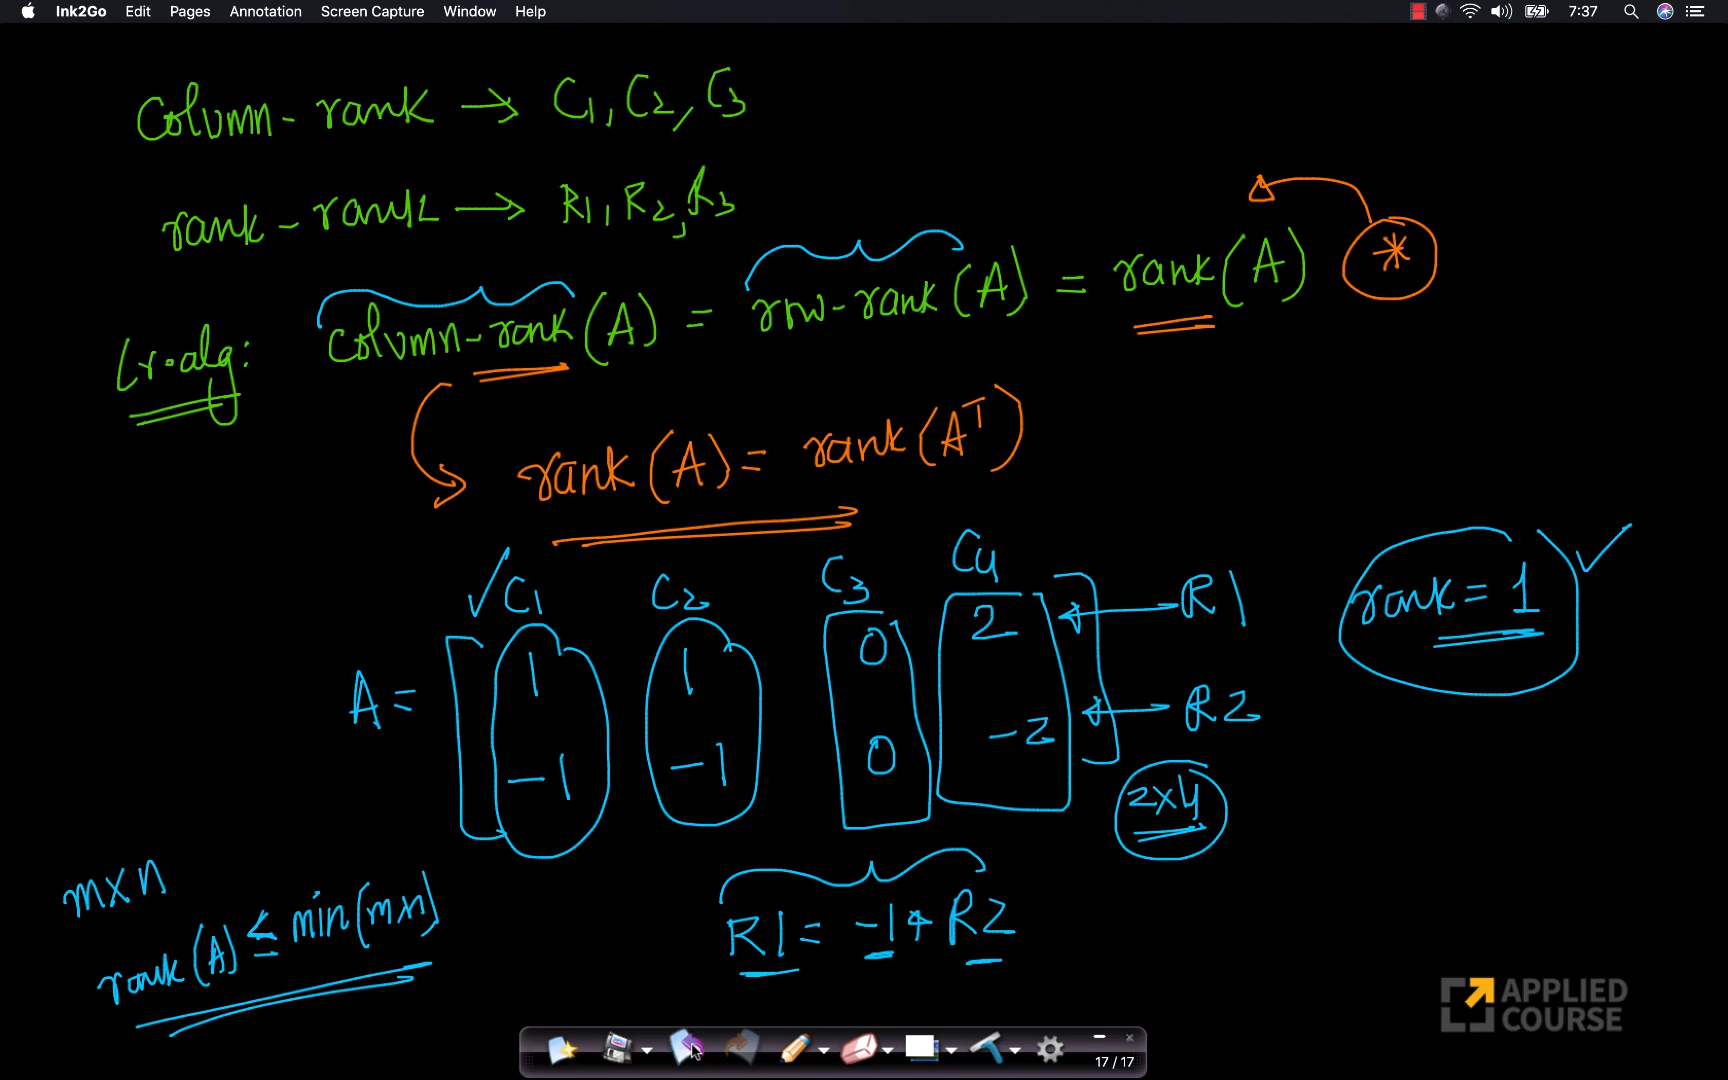 Ink2Go Edit Pages Annotation Screen Capture Window Help 7:37
Column-rank → C1, C2, C3
rank-rank → R1, R2, R3
Lr.alg: column-rank(A) = row-rank(A) = rank(A) *
rank(A) = rank(Aᵀ)
C1 C2 C3 C4
A = [ 1 1 0 2 ← R1
-1 -1 0 -2 ] ← R2
2x4
rank = 1
mxn
rank(A) ≤ min(m,n)
R1 = -1 * R2
APPLIED
COURSE
17 / 17